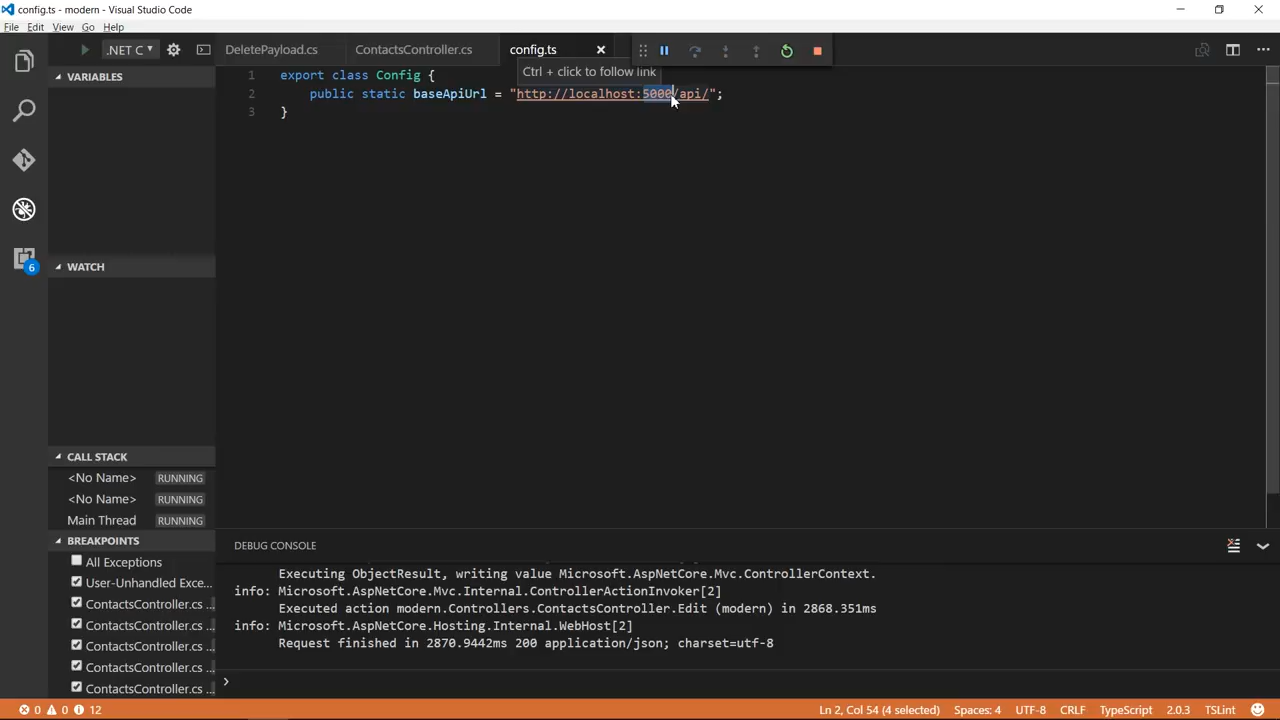 config.ts - modern - Visual Studio Code
File Edit View Go Help
.NET C DeletePayload.cs ContactsController.cs config.ts
Ctrl + click to follow link
VARIABLES
1 export class Config {
2 public static baseApiUrl = "http://localhost:5000/api/";
3 }
WATCH
CALL STACK
<No Name> RUNNING
<No Name> RUNNING
Main Thread RUNNING
BREAKPOINTS
All Exceptions
User-Unhandled Exce...
ContactsController.cs ...
ContactsController.cs ...
ContactsController.cs ...
ContactsController.cs ...
ContactsController.cs ...
6
DEBUG CONSOLE
Executing ObjectResult, writing value Microsoft.AspNetCore.Mvc.ControllerContext.
info: Microsoft.AspNetCore.Mvc.Internal.ControllerActionInvoker[2]
Executed action modern.Controllers.ContactsController.Edit (modern) in 2868.351ms
info: Microsoft.AspNetCore.Hosting.Internal.WebHost[2]
Request finished in 2870.9442ms 200 application/json; charset=utf-8
>
0 0 12 Ln 2, Col 54 (4 selected) Spaces: 4 UTF-8 CRLF TypeScript 2.0.3 TSLint